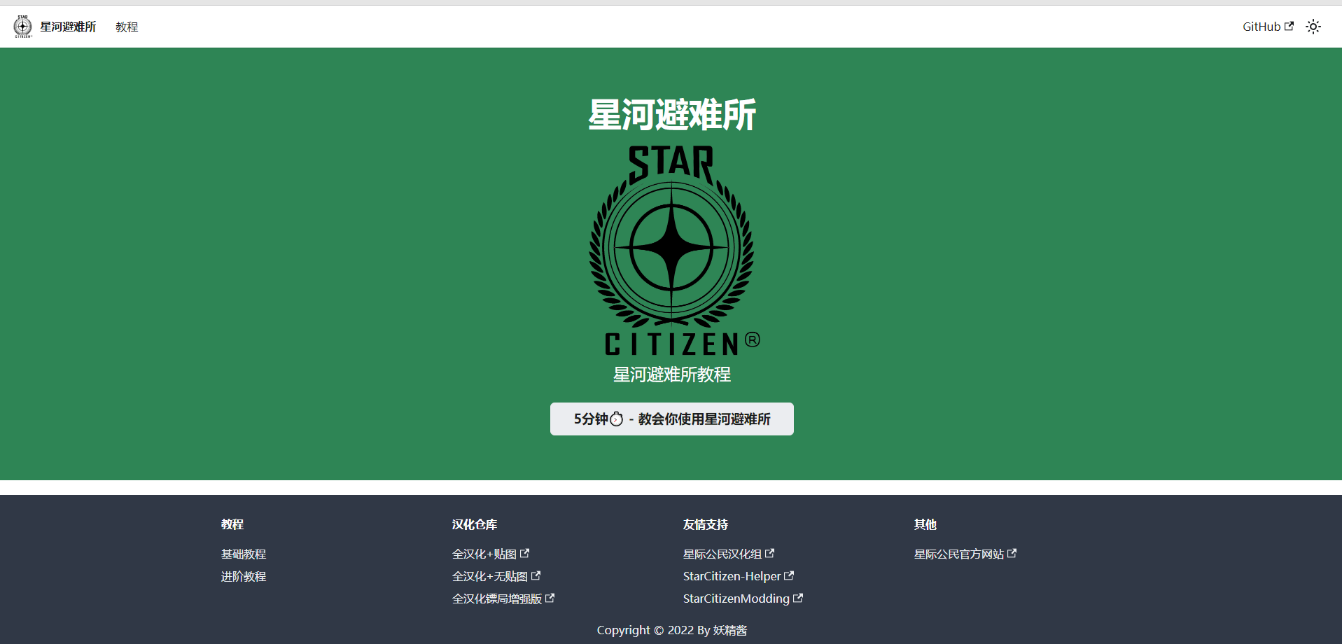 星河避难所 教程 GitHub
星河避难所
STAR
CITIZEN®
星河避难所教程
5分钟⏱️ - 教会你使用星河避难所
教程 汉化仓库 友情支持 其他
基础教程 全汉化+贴图 星际公民汉化组 星际公民官方网站
进阶教程 全汉化+无贴图 StarCitizen-Helper
全汉化镖局增强版 StarCitizenModding
Copyright © 2022 By 妖精酱